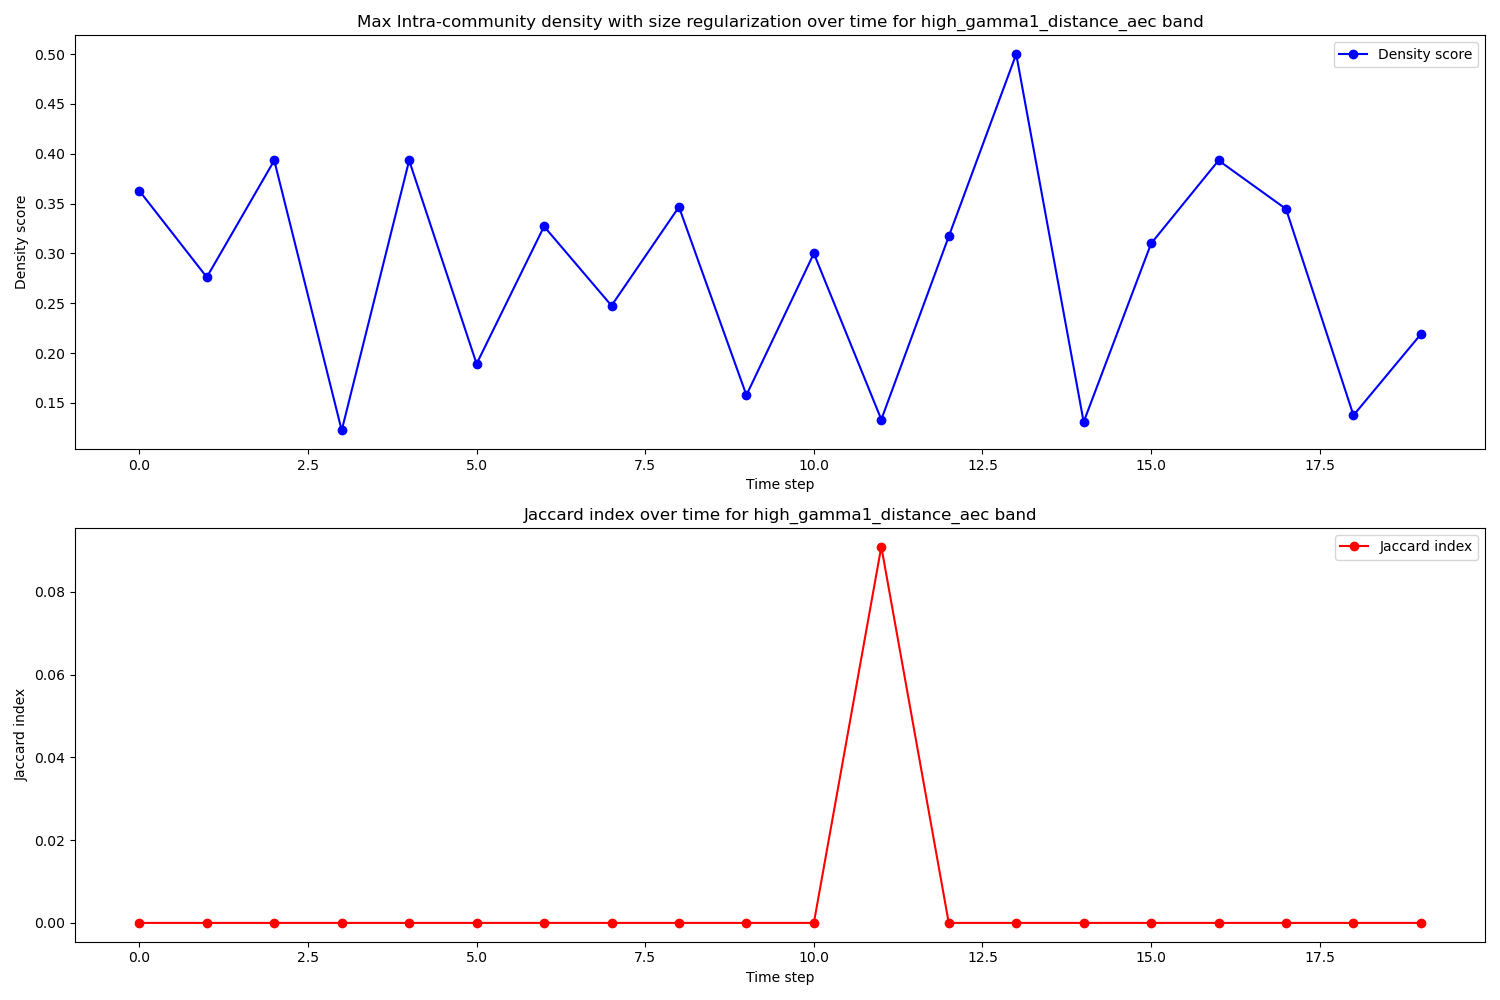 Max Intra-community density with size regularization over time for high_gamma1_distance_aec band
Density score
0.50
0.45
0.40
0.35
0.30
0.25
0.20
0.15
Density score
0.0 2.5 5.0 7.5 10.0 12.5 15.0 17.5
Time step
Jaccard index over time for high_gamma1_distance_aec band
Jaccard index
0.08
0.06
0.04
0.02
0.00
Jaccard index
0.0 2.5 5.0 7.5 10.0 12.5 15.0 17.5
Time step